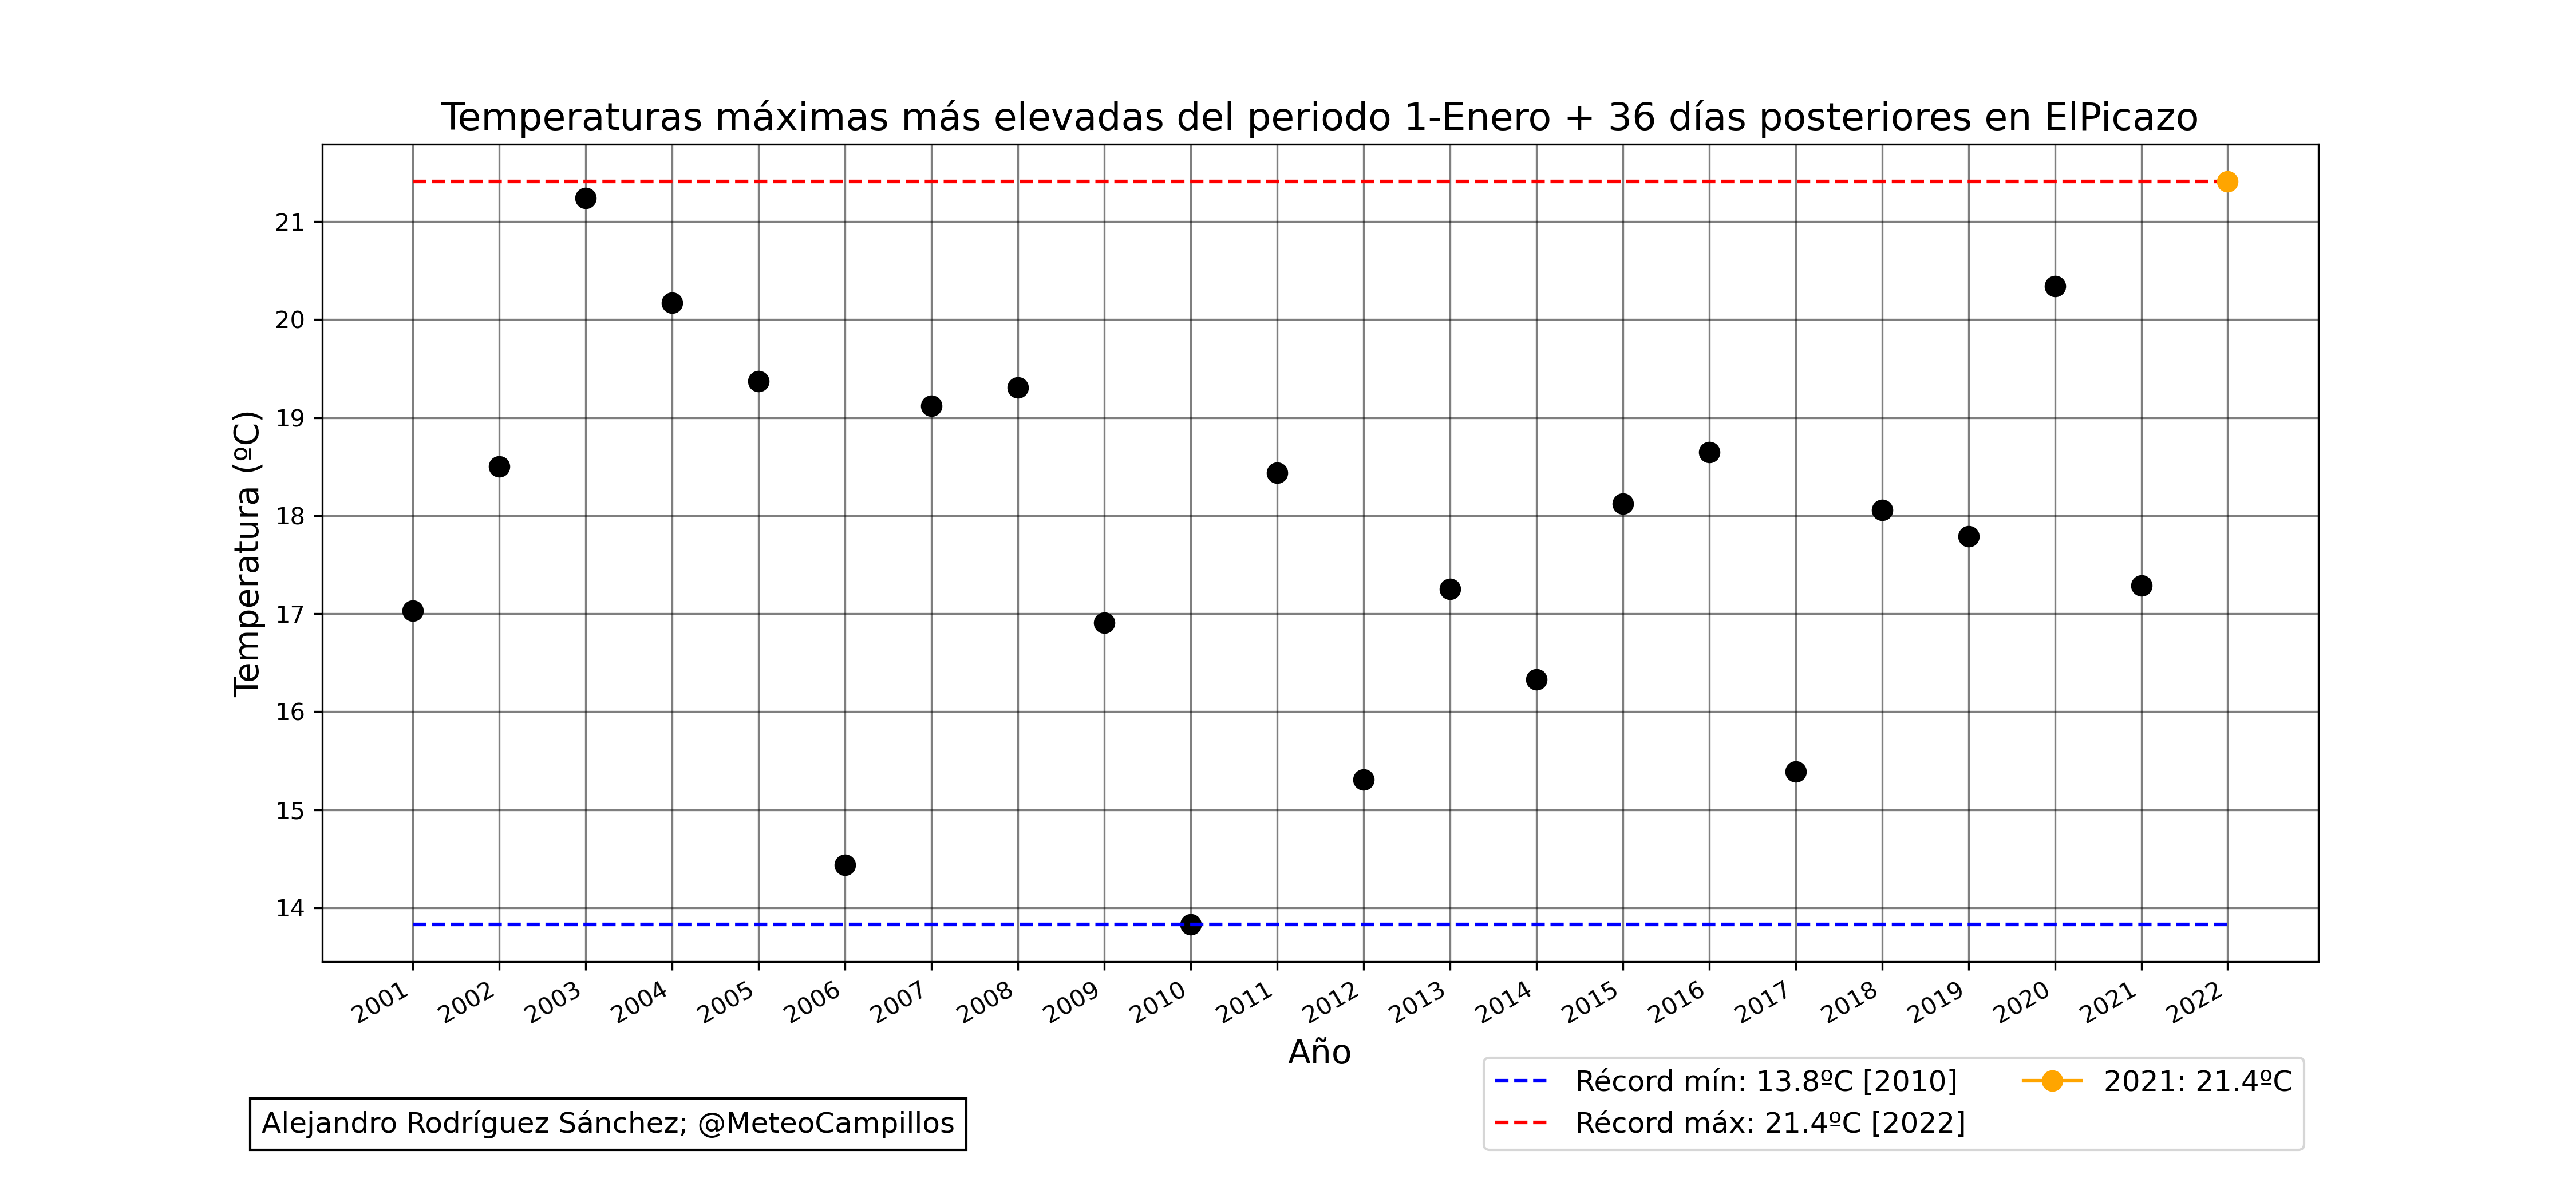 Temperaturas máximas más elevadas del periodo 1-Enero + 36 días posteriores en ElPicazo
Temperatura (ºC)
21
20
19
18
17
16
15
14
2001 2002 2003 2004 2005 2006 2007 2008 2009 2010 2011 2012 2013 2014 2015 2016 2017 2018 2019 2020 2021 2022
Año
Récord mín: 13.8ºC [2010]
Récord máx: 21.4ºC [2022]
2021: 21.4ºC
Alejandro Rodríguez Sánchez; @MeteoCampillos